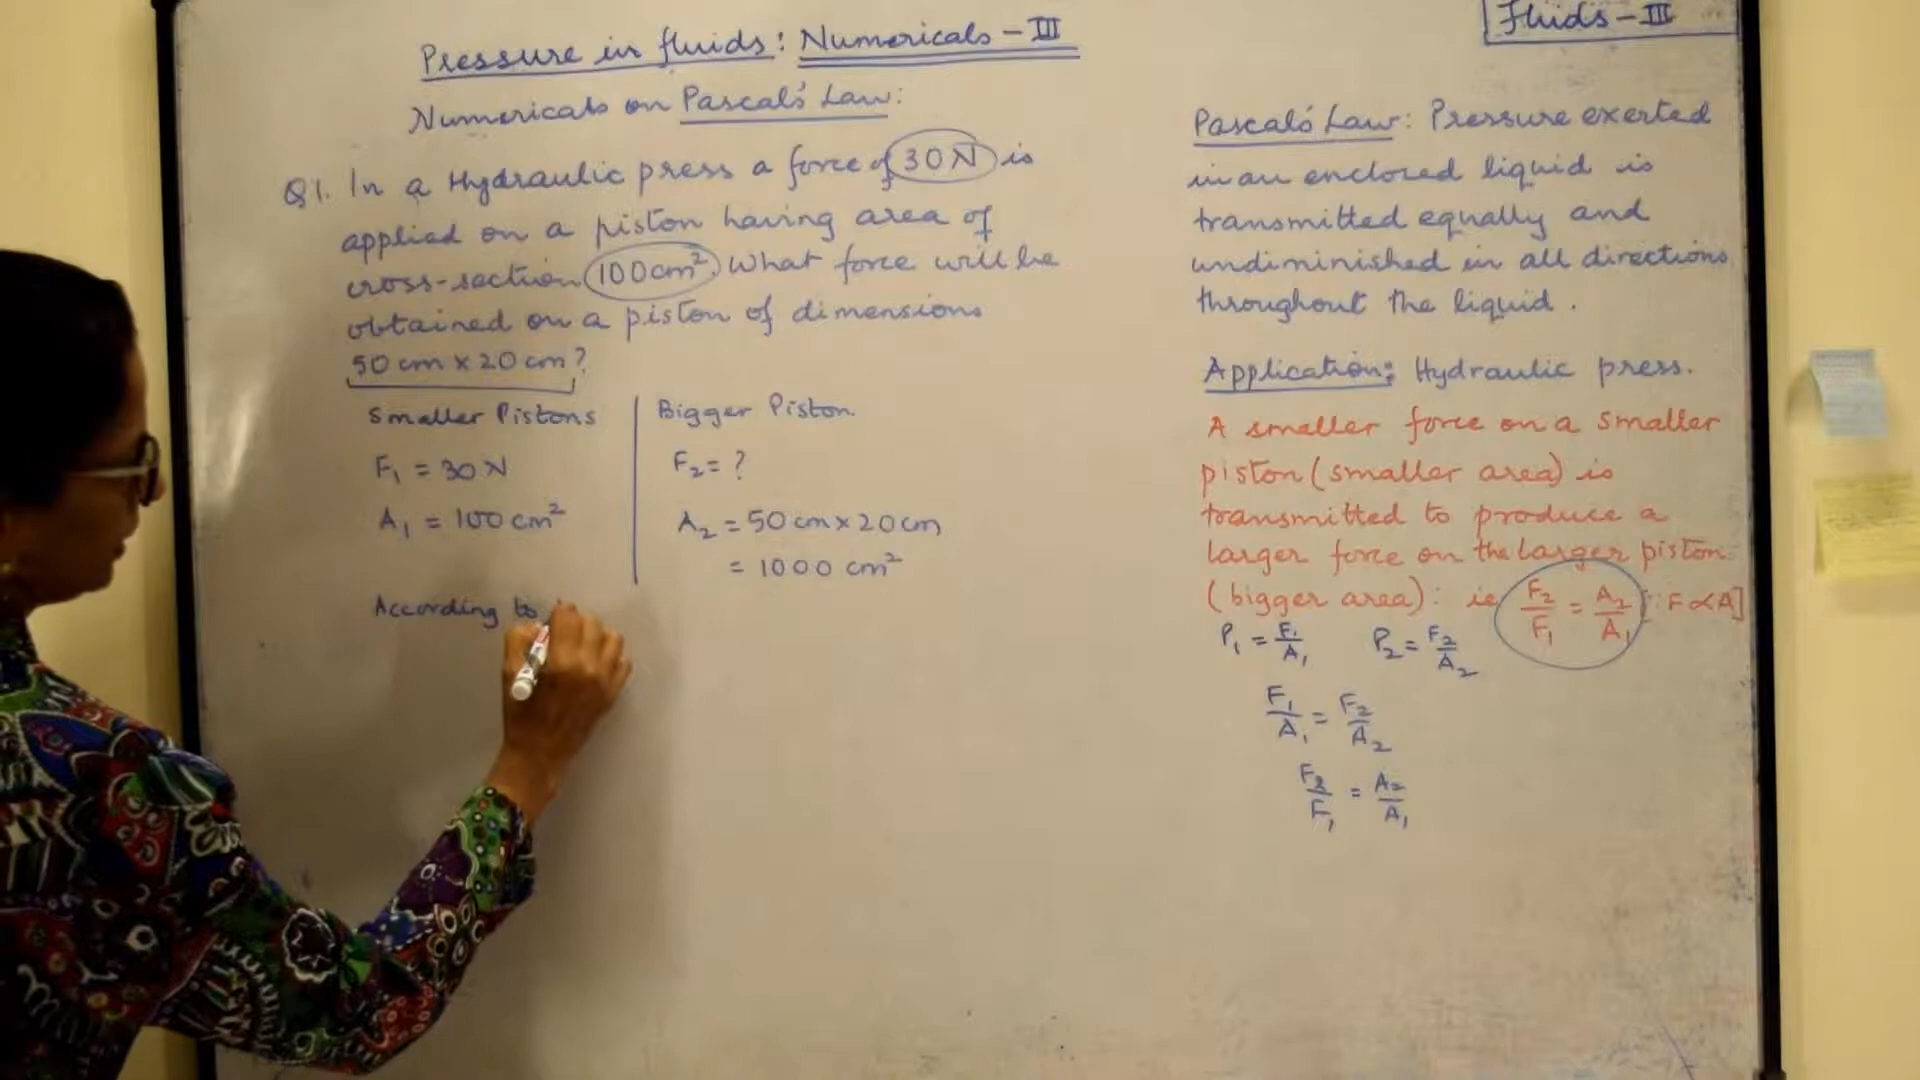 Pressure in fluids: Numericals - III
Numericals on Pascal's Law:
Q1. In a Hydraulic press a force of 30 N is
applied on a piston having area of
cross-section 100cm². What force will be
obtained on a piston of dimensions
50 cm x 20 cm?
Smaller Pistons
F₁ = 30 N
A₁ = 100 cm²
Bigger Piston
F₂ = ?
A₂ = 50 cm x 20 cm
= 1000 cm²
According to
Fluids - III
Pascal's Law: Pressure exerted
in an enclosed liquid is
transmitted equally and
undiminished in all directions
throughout the liquid.
Application: Hydraulic press.
A smaller force on a smaller
piston (smaller area) is
transmitted to produce a
larger force on the larger piston
(bigger area): ie F₂/F₁ = A₂/A₁ [: F ∝ A]
P₁ = F₁/A₁ P₂ = F₂/A₂
F₁/A₁ = F₂/A₂
F₂/F₁ = A₂/A₁